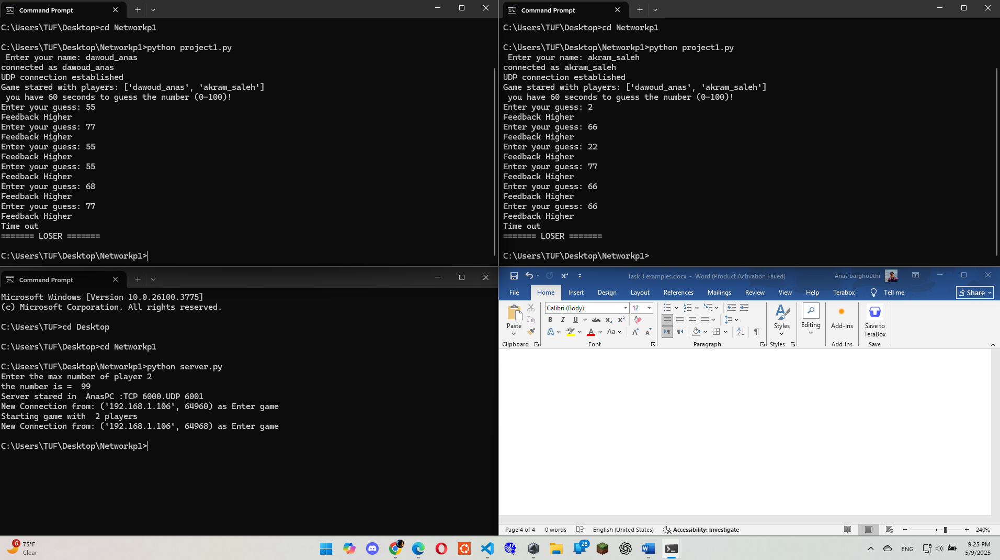 Command Prompt
C:\Users\TUF\Desktop>cd Networkp1
C:\Users\TUF\Desktop\Networkp1>python project1.py
Enter your name: dawoud_anas
connected as dawoud_anas
UDP connection established
Game stared with players: ['dawoud_anas', 'akram_saleh']
you have 60 seconds to guess the number (0-100)!
Enter your guess: 55
Feedback Higher
Enter your guess: 77
Feedback Higher
Enter your guess: 55
Feedback Higher
Enter your guess: 55
Feedback Higher
Enter your guess: 68
Feedback Higher
Enter your guess: 77
Feedback Higher
Time out
======= LOSER =======
C:\Users\TUF\Desktop\Networkp1>
Command Prompt
C:\Users\TUF\Desktop>cd Networkp1
C:\Users\TUF\Desktop\Networkp1>python project1.py
Enter your name: akram_saleh
connected as akram_saleh
UDP connection established
Game stared with players: ['dawoud_anas', 'akram_saleh']
you have 60 seconds to guess the number (0-100)!
Enter your guess: 2
Feedback Higher
Enter your guess: 66
Feedback Higher
Enter your guess: 22
Feedback Higher
Enter your guess: 77
Feedback Higher
Enter your guess: 66
Feedback Higher
Enter your guess: 66
Feedback Higher
Time out
======= LOSER =======
C:\Users\TUF\Desktop\Networkp1>
Command Prompt
Microsoft Windows [Version 10.0.26100.3775]
(c) Microsoft Corporation. All rights reserved.
C:\Users\TUF>cd Desktop
C:\Users\TUF\Desktop>cd Networkp1
C:\Users\TUF\Desktop\Networkp1>python server.py
Enter the max number of player 2
the number is =  99
Server stared in  AnasPC :TCP 6000.UDP 6001
New Connection from: ('192.168.1.106', 64960) as Enter game
Starting game with  2 players
New Connection from: ('192.168.1.106', 64968) as Enter game
C:\Users\TUF\Desktop\Networkp1>
Task 3 examples.docx - Word (Product Activation Failed) Anas barghouthi
File Home Insert Design Layout References Mailings Review View Help Terabox Tell me Share
Calibri (Body) 12
Paste
B I U abc x₂ x²
A ab A Aa A A
Styles Editing Add-ins Save to TeraBox
Clipboard Font Paragraph Styles Add-ins Save
Page 4 of 4 0 words English (United States) Accessibility: Investigate 240%
6 75°F
Clear
28
ENG
9:25 PM
5/9/2025